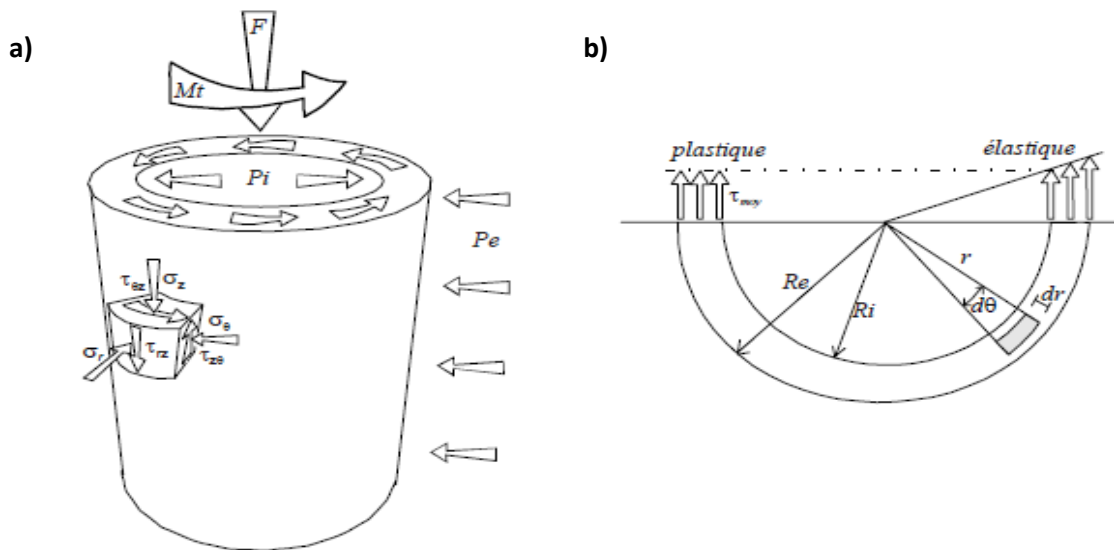 a)
F
Mt
Pi
Pe
τθz σz
σθ
σr τrz τzθ
b)
plastique élastique
τmoy
r
Re Ri dθ dr